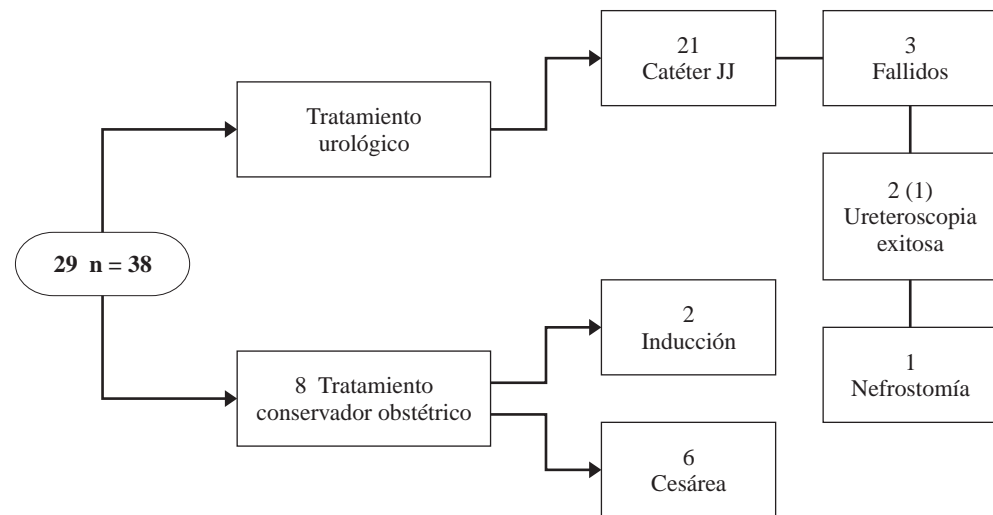 21
Catéter JJ
3
Fallidos
Tratamiento
urológico
2 (1)
Ureteroscopia
exitosa
29 n = 38
2
Inducción
1
Nefrostomía
8 Tratamiento
conservador obstétrico
6
Cesárea